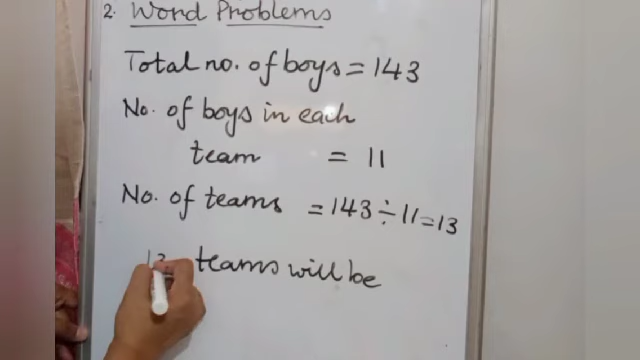 2. Word Problems
Total no. of boys = 143
No. of boys in each
team = 11
No. of teams = 143 ÷ 11 = 13
13 teams will be